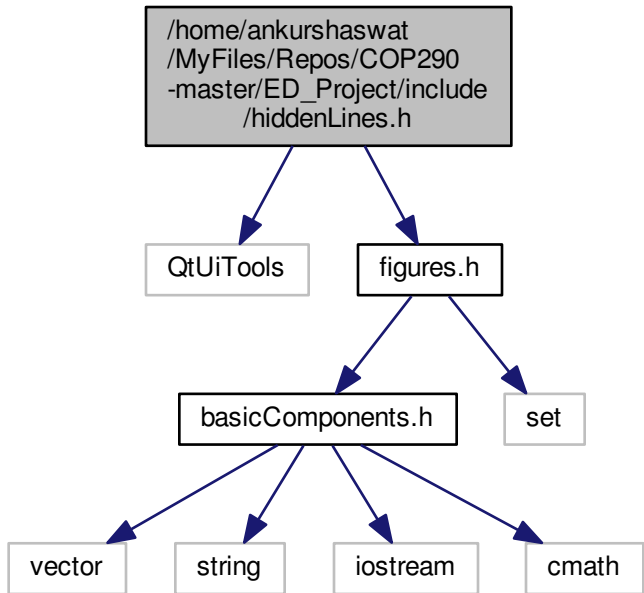 /home/ankurshaswat
/MyFiles/Repos/COP290
-master/ED_Project/include
/hiddenLines.h
QtUiTools
figures.h
basicComponents.h
set
vector
string
iostream
cmath